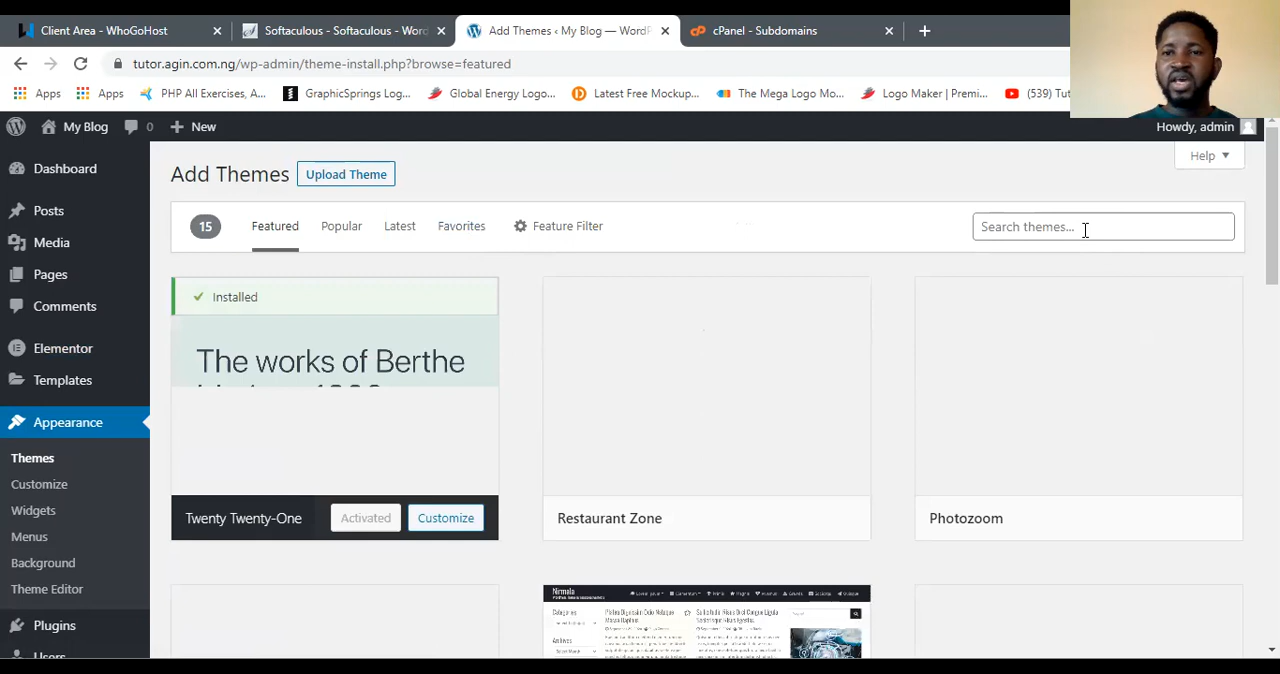 Client Area - WhoGoHost
Softaculous - Softaculous - Word
Add Themes ‹ My Blog — WordP
cPanel - Subdomains
tutor.agin.com.ng/wp-admin/theme-install.php?browse=featured
Apps
Apps
PHP All Exercises, A...
GraphicSprings Log...
Global Energy Logo...
Latest Free Mockup...
The Mega Logo Mo...
Logo Maker | Premi...
(539) Tut
My Blog
0
New
Howdy, admin
Dashboard
Posts
Media
Pages
Comments
Elementor
Templates
Appearance
Themes
Customize
Widgets
Menus
Background
Theme Editor
Plugins
Users
Add Themes
Upload Theme
Help
15
Featured
Popular
Latest
Favorites
Feature Filter
Search themes...
Installed
The works of Berthe
Twenty Twenty-One
Activated
Customize
Restaurant Zone
Photozoom
Nirmala
Categories
Archives